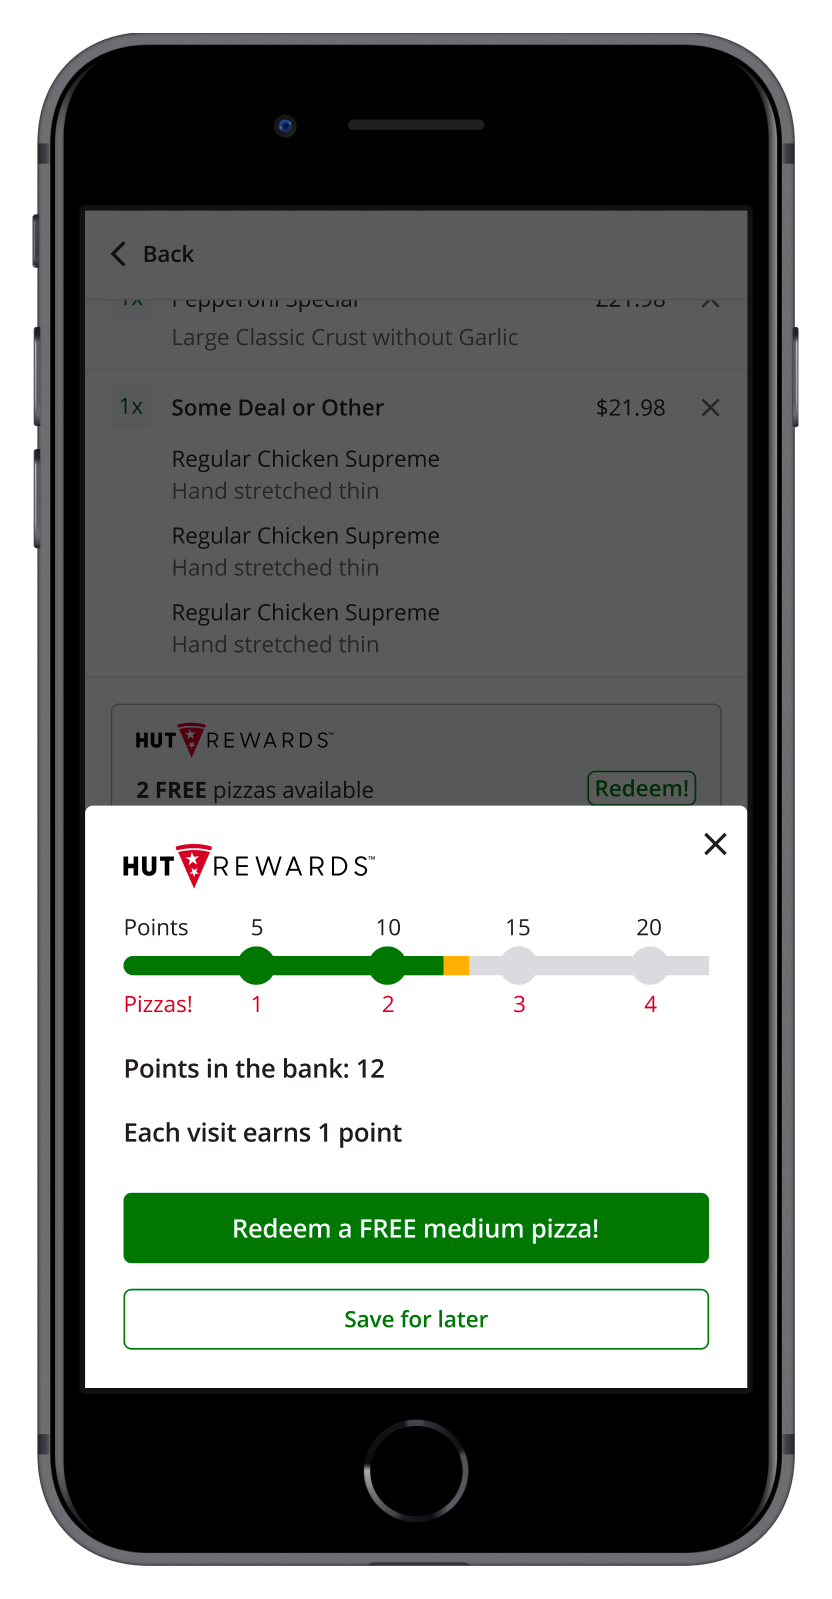 Back
1x Pepperoni Special £21.98
Large Classic Crust without Garlic
1x Some Deal or Other $21.98
Regular Chicken Supreme
Hand stretched thin
Regular Chicken Supreme
Hand stretched thin
Regular Chicken Supreme
Hand stretched thin
HUT REWARDS™
2 FREE pizzas available Redeem!
HUT REWARDS™
Points 5 10 15 20
Pizzas! 1 2 3 4
Points in the bank: 12
Each visit earns 1 point
Redeem a FREE medium pizza!
Save for later